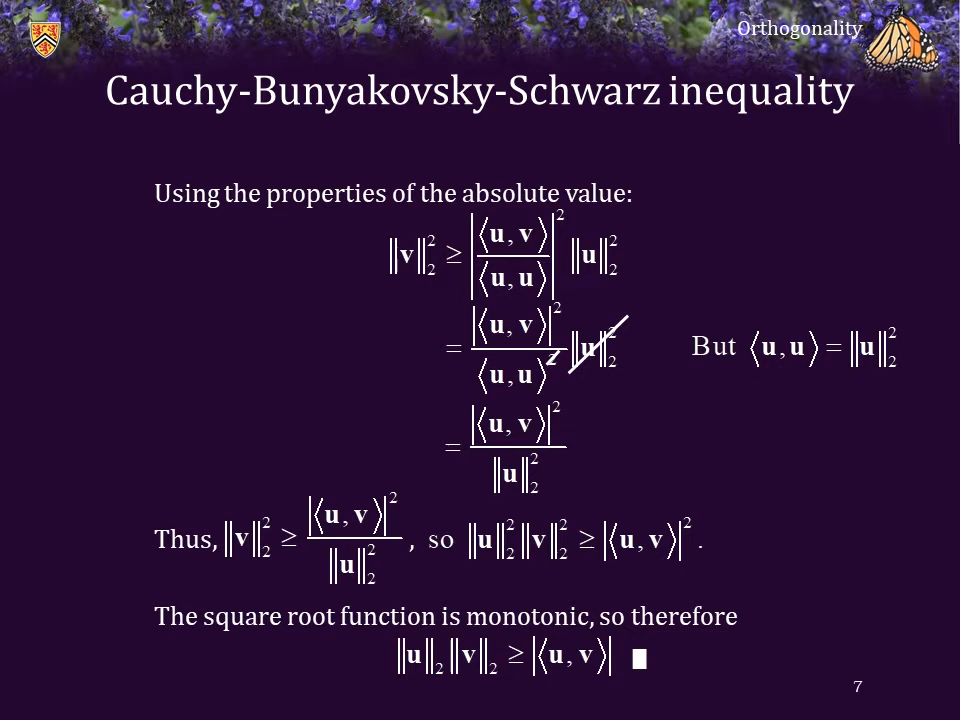 Orthogonality
Cauchy-Bunyakovsky-Schwarz inequality
Using the properties of the absolute value:
‖v‖₂² ≥ |⟨u, v⟩ / ⟨u, u⟩|² ‖u‖₂²
= |⟨u, v⟩|² / ⟨u, u⟩² ‖u‖₂² But ⟨u, u⟩ = ‖u‖₂²
= |⟨u, v⟩|² / ‖u‖₂²
Thus, ‖v‖₂² ≥ |⟨u, v⟩|² / ‖u‖₂² , so ‖u‖₂² ‖v‖₂² ≥ |⟨u, v⟩|² .
The square root function is monotonic, so therefore
‖u‖₂ ‖v‖₂ ≥ |⟨u, v⟩| ■
7